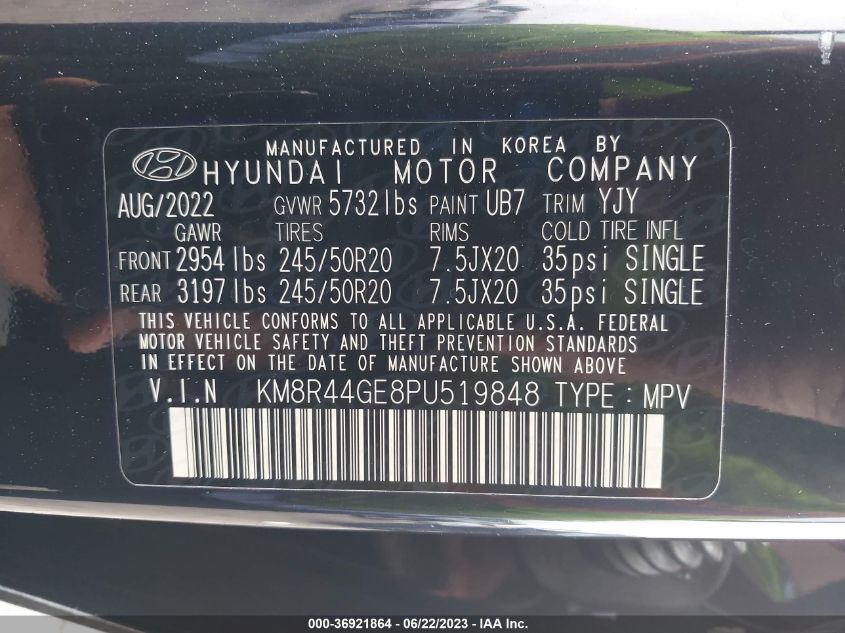 MANUFACTURED IN KOREA BY
HYUNDAI MOTOR COMPANY
AUG/2022 GVWR 5732lbs PAINT UB7 TRIM YJY
GAWR TIRES RIMS COLD TIRE INFL
FRONT 2954lbs 245/50R20 7.5JX20 35psi SINGLE
REAR 3197lbs 245/50R20 7.5JX20 35psi SINGLE
THIS VEHICLE CONFORMS TO ALL APPLICABLE U.S.A. FEDERAL
MOTOR VEHICLE SAFETY AND THEFT PREVENTION STANDARDS
IN EFFECT ON THE DATE OF MANUFACTURE SHOWN ABOVE
V.I.N KM8R44GE8PU519848 TYPE : MPV
000-36921864 - 06/22/2023 - IAA Inc.